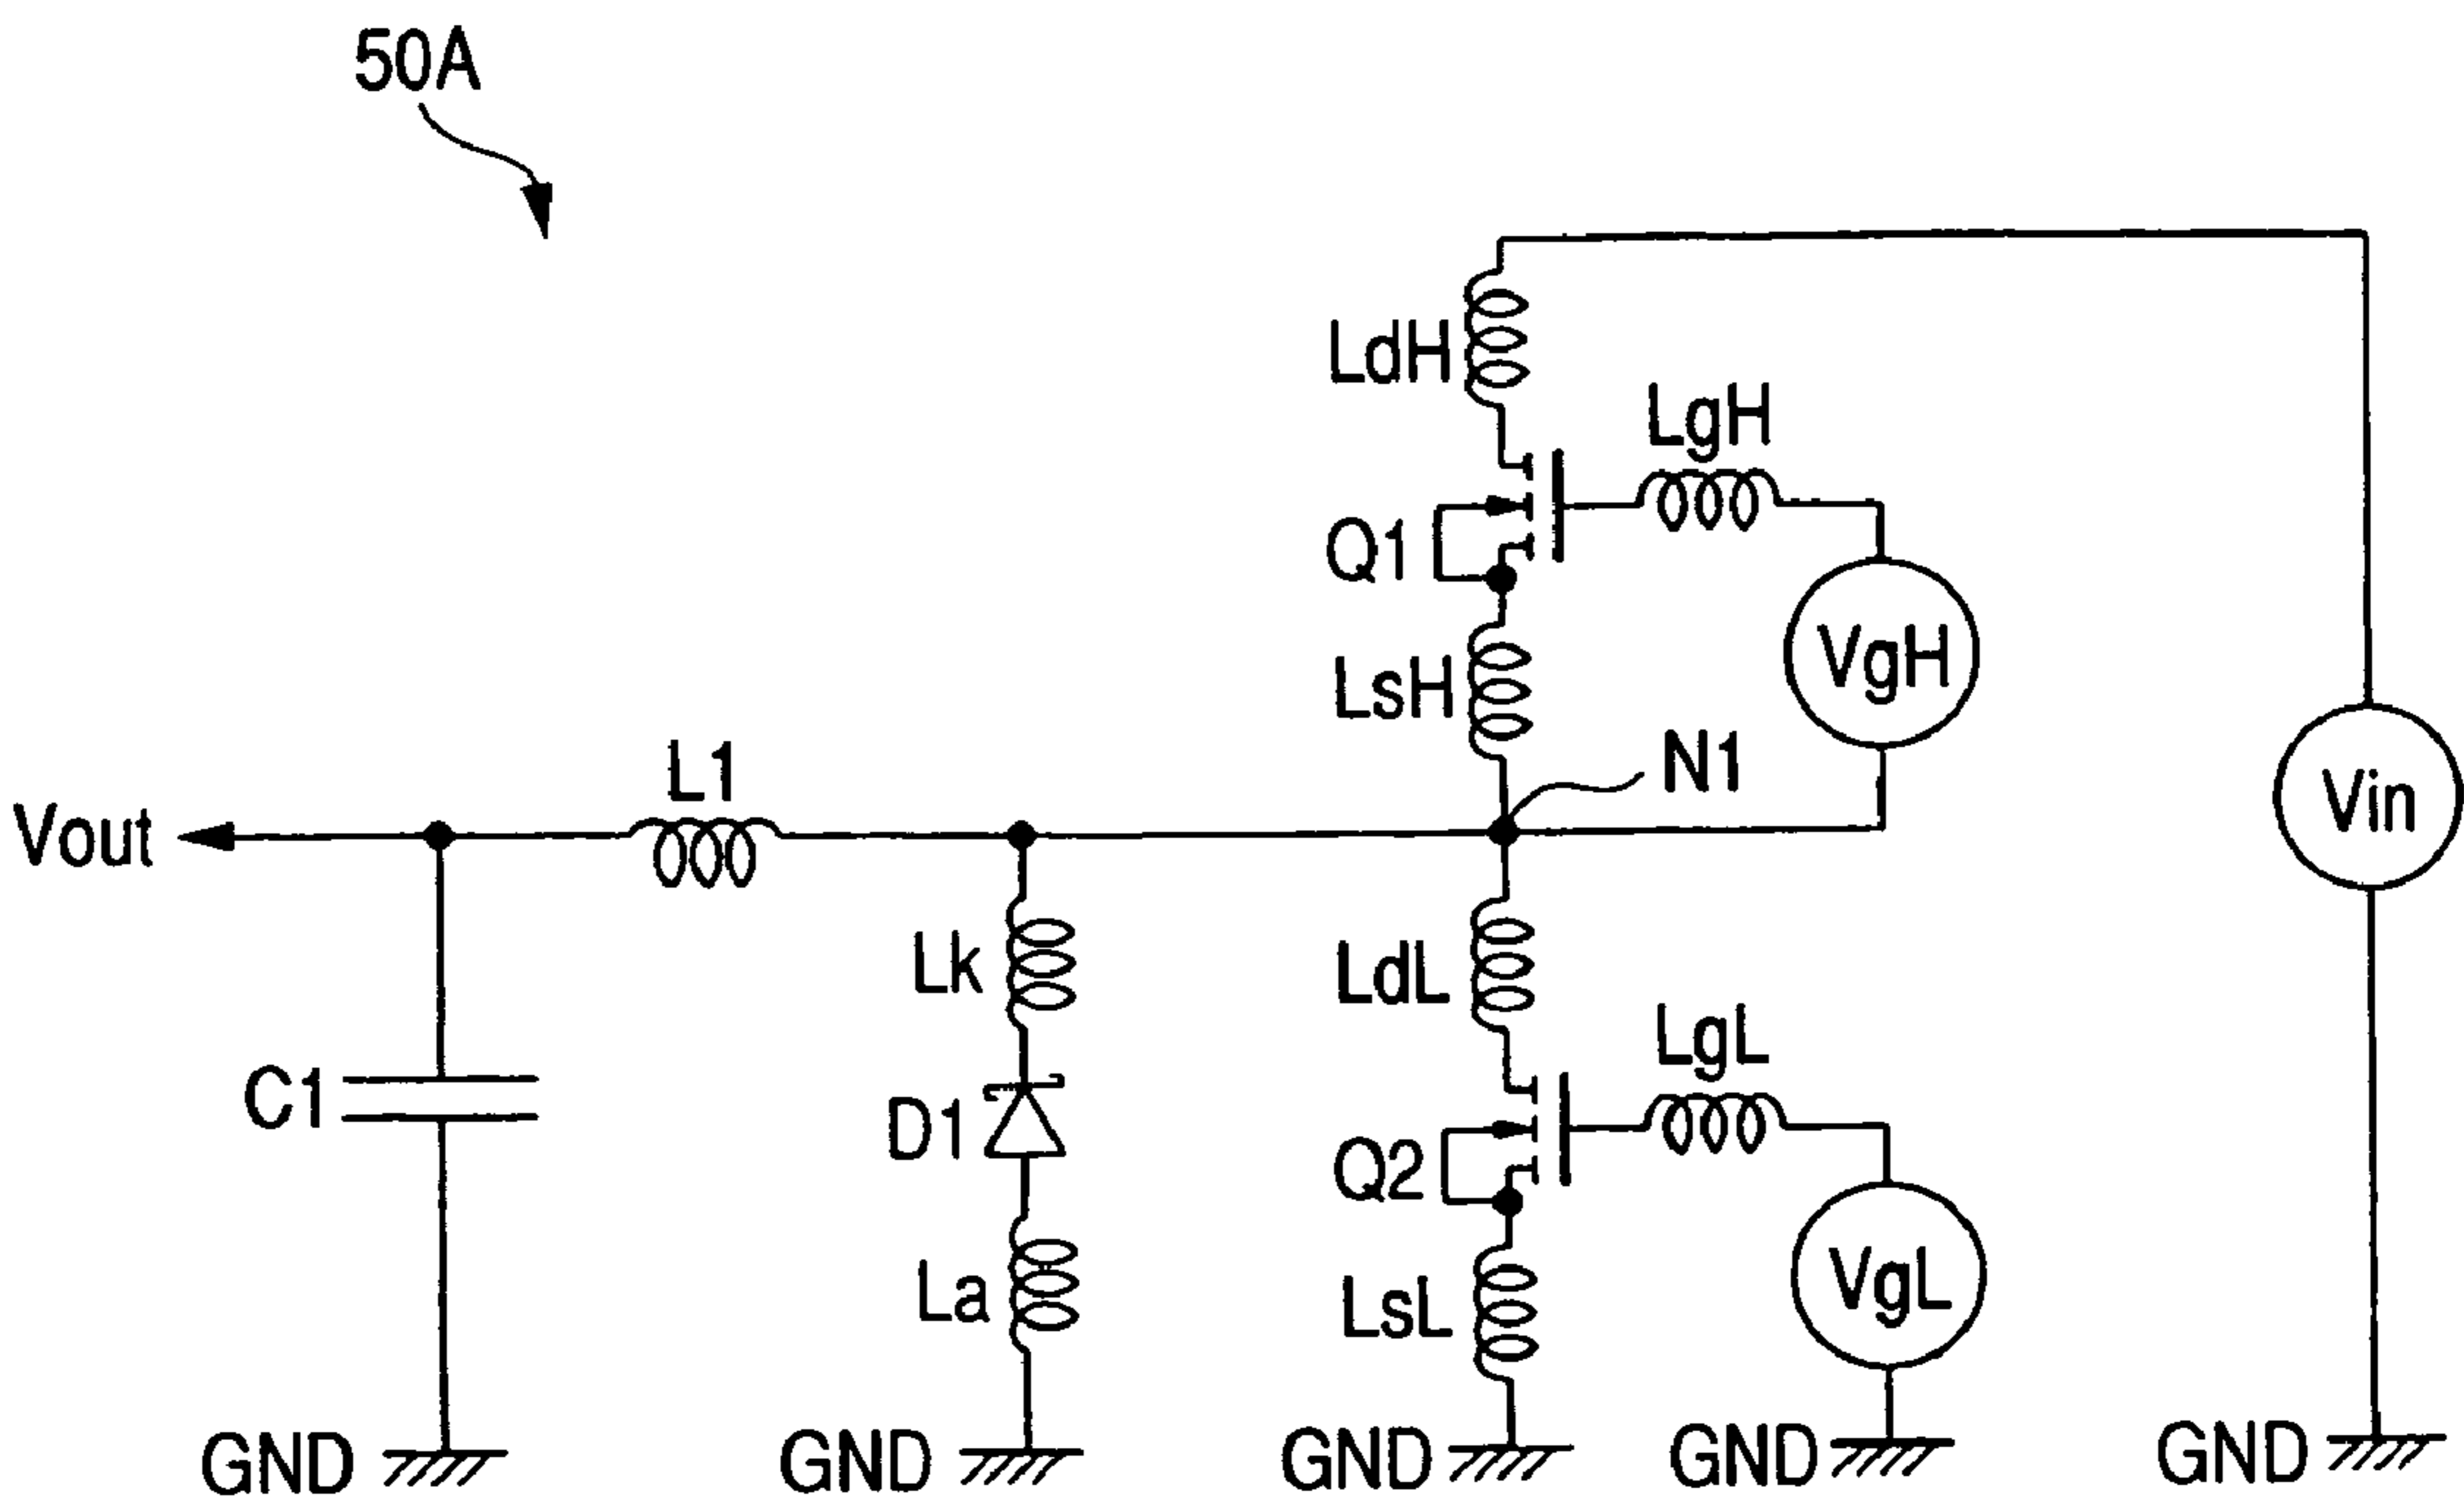 50A
LdH
LgH
Q1
VgH
LsH
N1
L1
Vin
Vout
Lk
LdL
LgL
C1
D1
Q2
VgL
La
LsL
GND
GND
GND
GND
GND